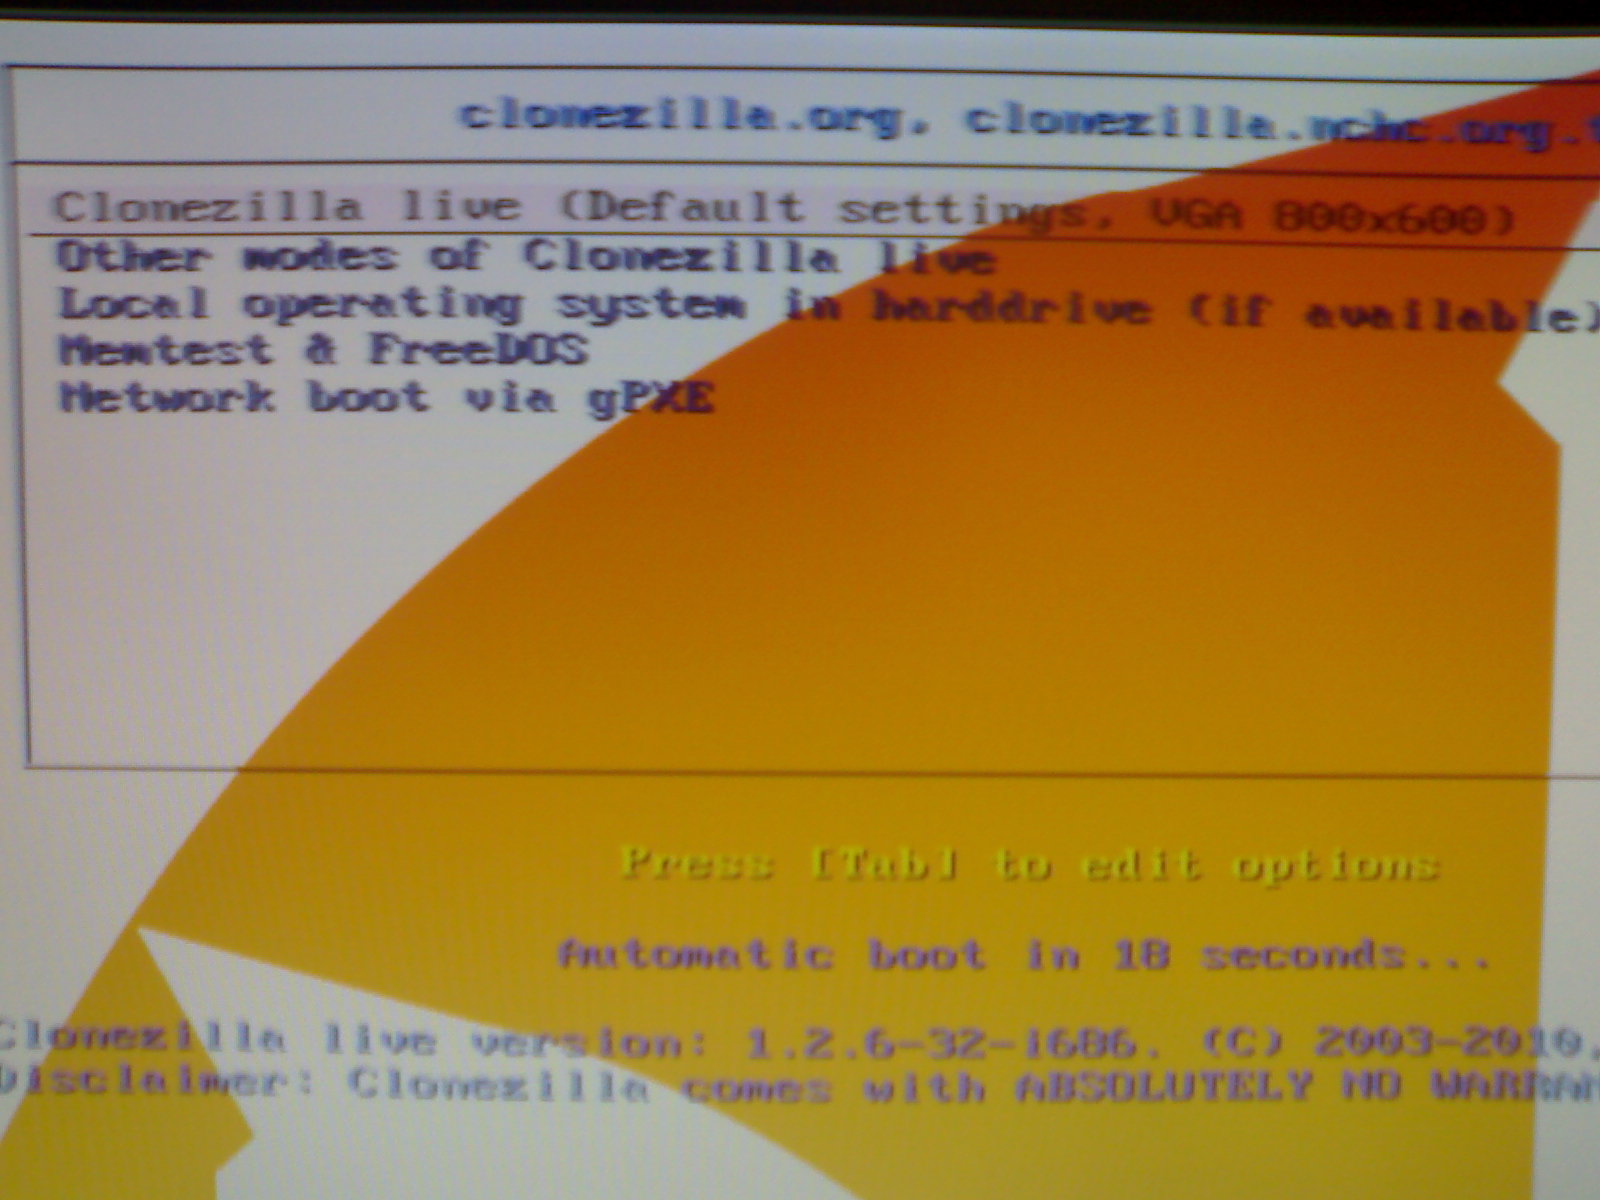 clonezilla.org, clonezilla.nchc.org.t
Clonezilla live (Default settings, VGA 800x600)
Other modes of Clonezilla live
Local operating system in harddrive (if available)
Memtest & FreeDOS
Network boot via gPXE
Press [Tab] to edit options
Automatic boot in 18 seconds...
Clonezilla live version: 1.2.6-32-i686. (C) 2003-2010,
Disclaimer: Clonezilla comes with ABSOLUTELY NO WARRAN